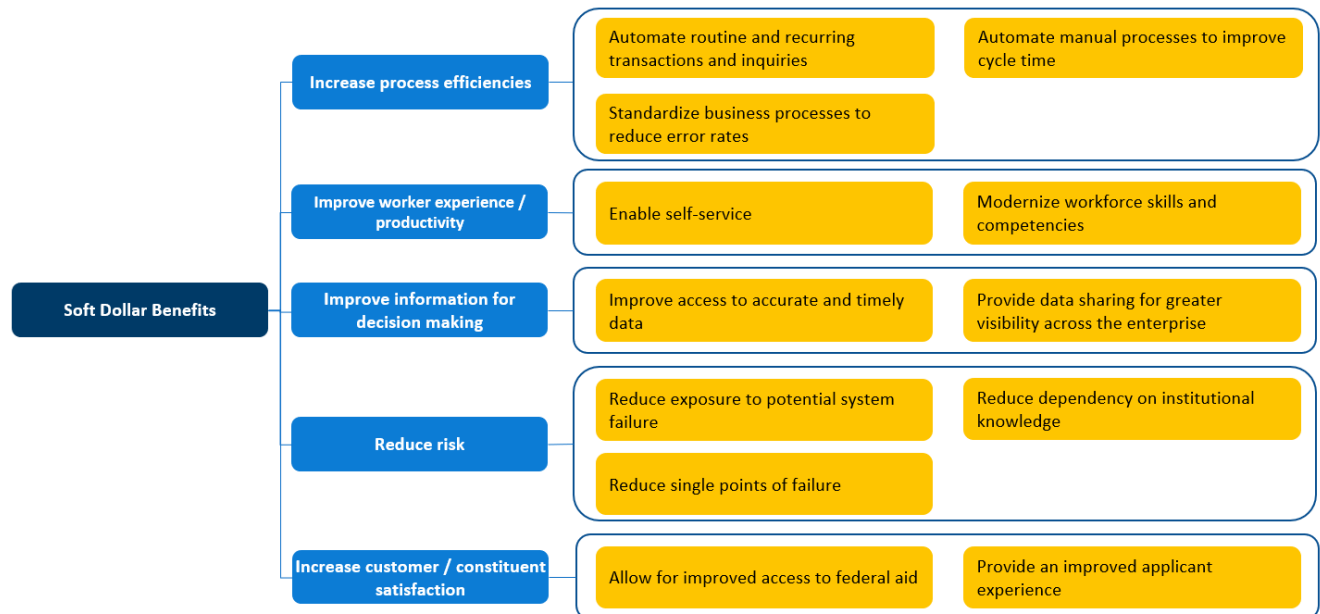 Automate routine and recurring
transactions and inquiries
Automate manual processes to improve
cycle time
Increase process efficiencies
Standardize business processes to
reduce error rates
Improve worker experience /
productivity
Enable self-service
Modernize workforce skills and
competencies
Soft Dollar Benefits
Improve information for
decision making
Improve access to accurate and timely
data
Provide data sharing for greater
visibility across the enterprise
Reduce risk
Reduce exposure to potential system
failure
Reduce dependency on institutional
knowledge
Reduce single points of failure
Increase customer / constituent
satisfaction
Allow for improved access to federal aid
Provide an improved applicant
experience